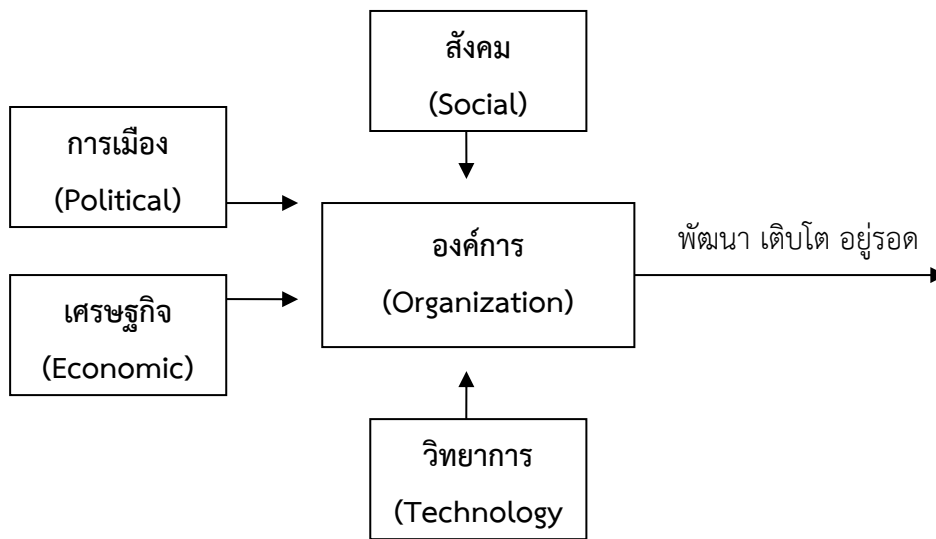 สังคม
(Social)
การเมือง
(Political)
องค์การ
(Organization)
พัฒนา เติบโต อยู่รอด
เศรษฐกิจ
(Economic)
วิทยาการ
(Technology